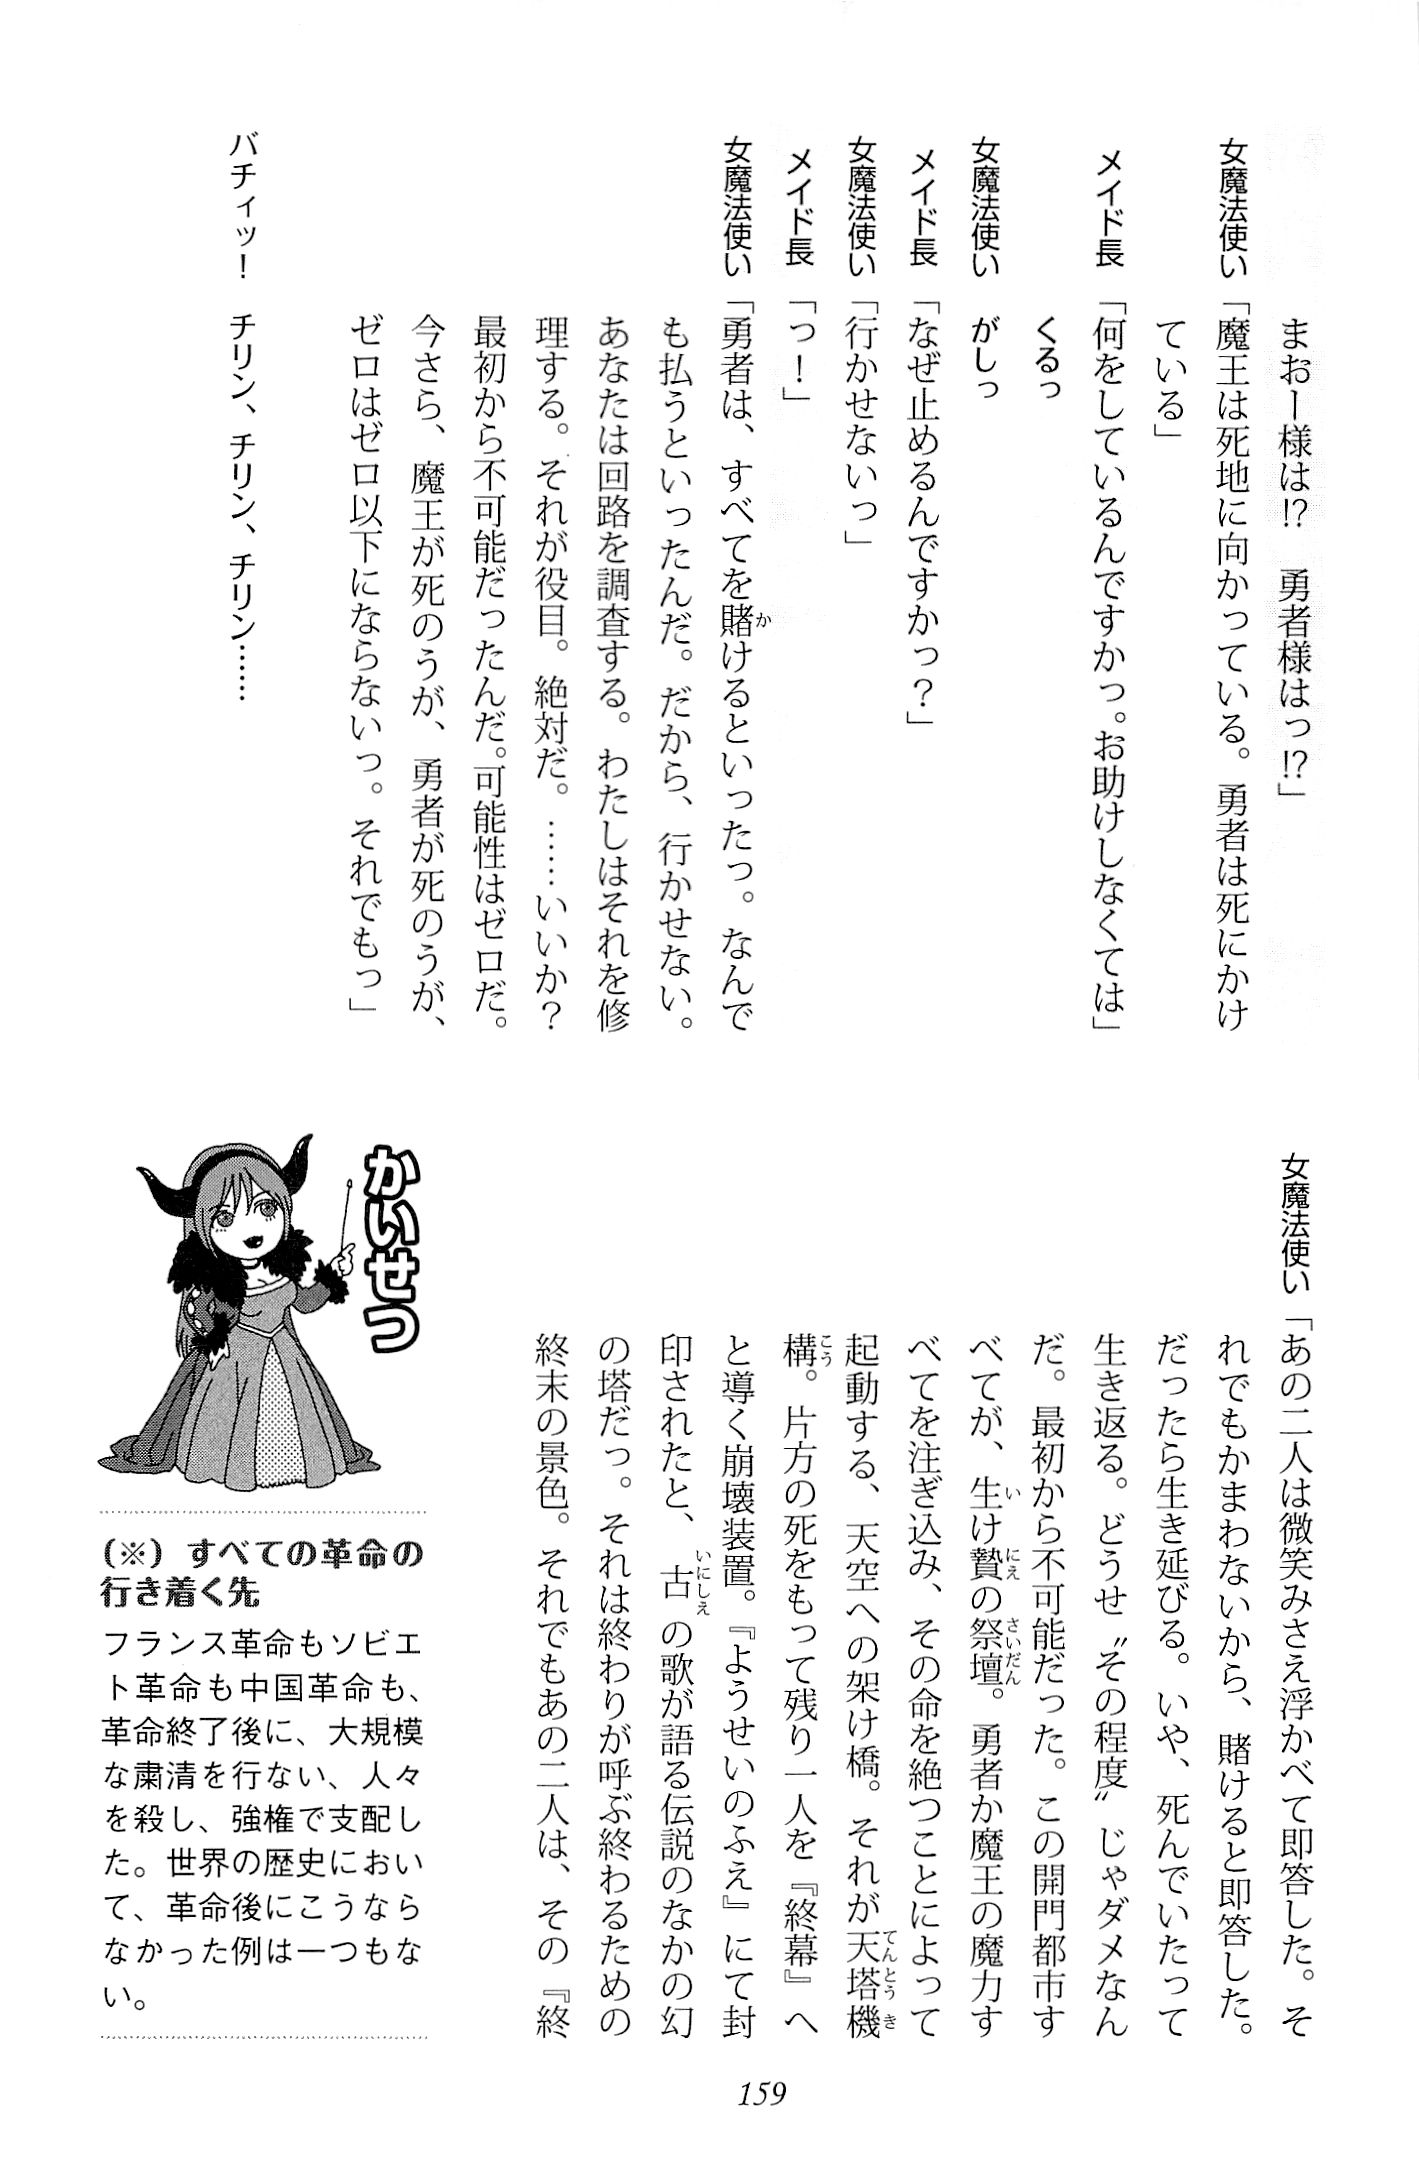 まおー様は!?　勇者様はっ!?」
女魔法使い「魔王は死地に向かっている。勇者は死にかけ
ている」
メイド長「何をしているんですかっ。お助けしなくては」
くるっ
女魔法使い　がしっ
メイド長「なぜ止めるんですかっ？」
女魔法使い「行かせないっ」
メイド長「っ！」
女魔法使い「勇者は、すべてを賭けるといったっ。なんで
も払うといったんだ。だから、行かせない。
あなたは回路を調査する。わたしはそれを修
理する。それが役目。絶対だ。……いいか？
最初から不可能だったんだ。可能性はゼロだ。
今さら、魔王が死のうが、勇者が死のうが、
ゼロはゼロ以下にならないっ。それでもっ」
バチィッ！　チリン、チリン、チリン……
女魔法使い「あの二人は微笑みさえ浮かべて即答した。そ
れでもかまわないから、賭けると即答した。
だったら生き延びる。いや、死んでいたって
生き返る。どうせ〝その程度〟じゃダメなん
だ。最初から不可能だった。この開門都市す
べてが、生け贄の祭壇。勇者か魔王の魔力す
べてを注ぎ込み、その命を絶つことによって
起動する、天空への架け橋。それが天塔機
構。片方の死をもって残り一人を『終幕』へ
と導く崩壊装置。『ようせいのふえ』にて封
印されたと、古の歌が語る伝説のなかの幻
の塔だっ。それは終わりが呼ぶ終わるための
終末の景色。それでもあの二人は、その『終
かいせつ
（※）すべての革命の
行き着く先
フランス革命もソビエ
ト革命も中国革命も、
革命終了後に、大規模
な粛清を行ない、人々
を殺し、強権で支配し
た。世界の歴史におい
て、革命後にこうなら
なかった例は一つもな
い。
159